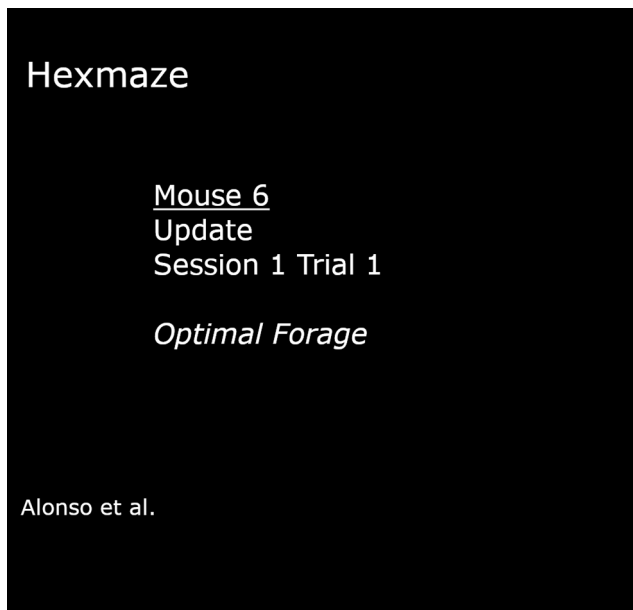 Hexmaze
Mouse 6
Update
Session 1 Trial 1
Optimal Forage
Alonso et al.